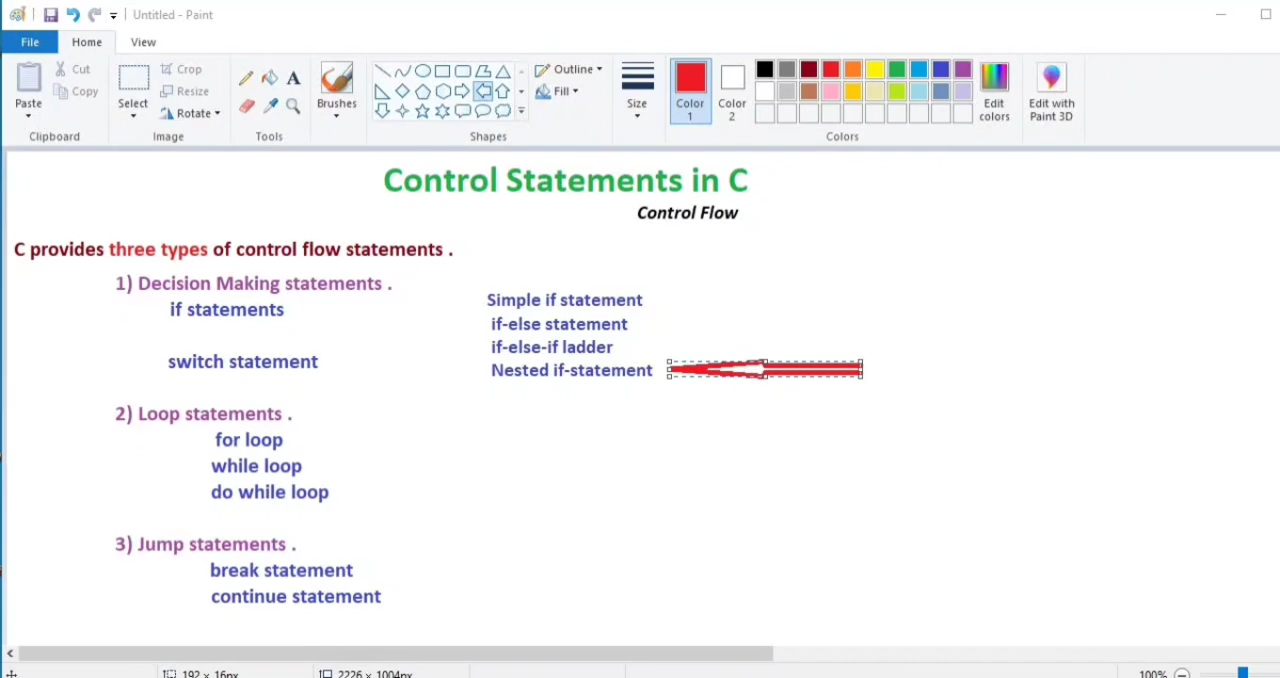 Untitled - Paint
File Home View
Paste
Cut
Copy
Clipboard
Select
Crop
Resize
Rotate
Image
A
Tools
Brushes
Shapes
Outline
Fill
Size
Color 1
Color 2
Edit colors
Colors
Edit with Paint 3D
Control Statements in C
Control Flow
C provides three types of control flow statements .
1) Decision Making statements .
if statements
switch statement
Simple if statement
if-else statement
if-else-if ladder
Nested if-statement
2) Loop statements .
for loop
while loop
do while loop
3) Jump statements .
break statement
continue statement
192 × 16px
2226 × 1004px
100%